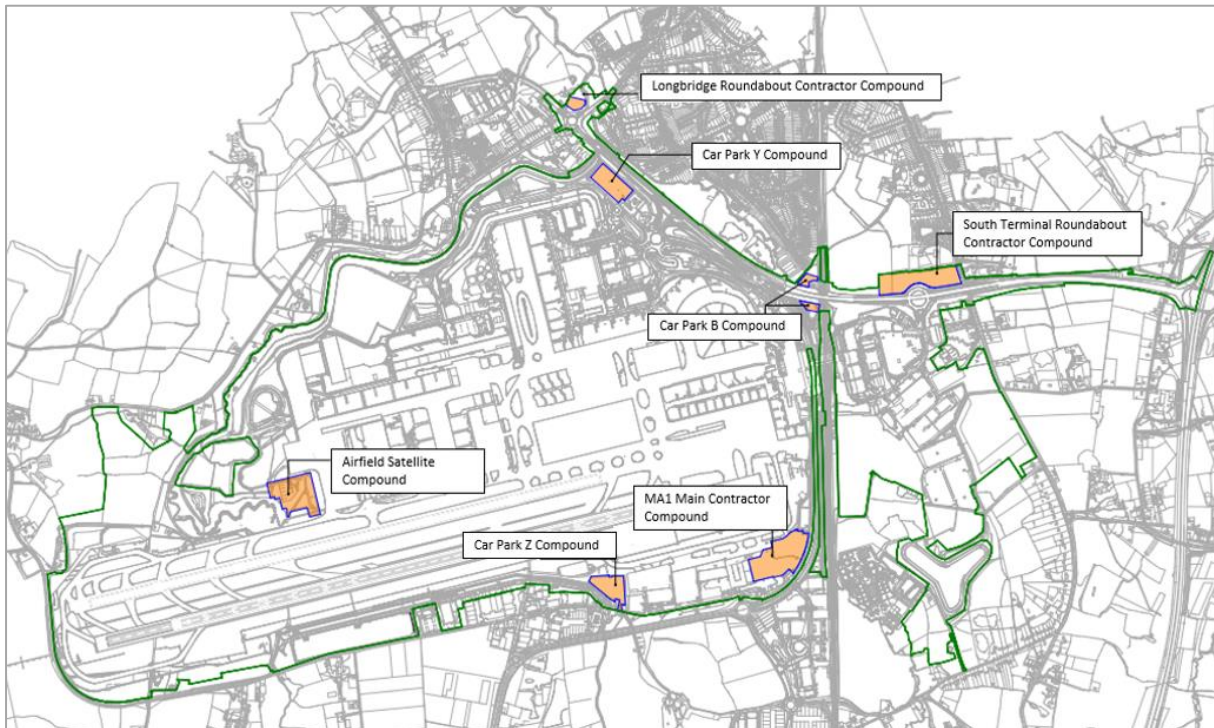 Longbridge Roundabout Contractor Compound
Car Park Y Compound
South Terminal Roundabout
Contractor Compound
Car Park B Compound
Airfield Satellite
Compound
MA1 Main Contractor
Compound
Car Park Z Compound